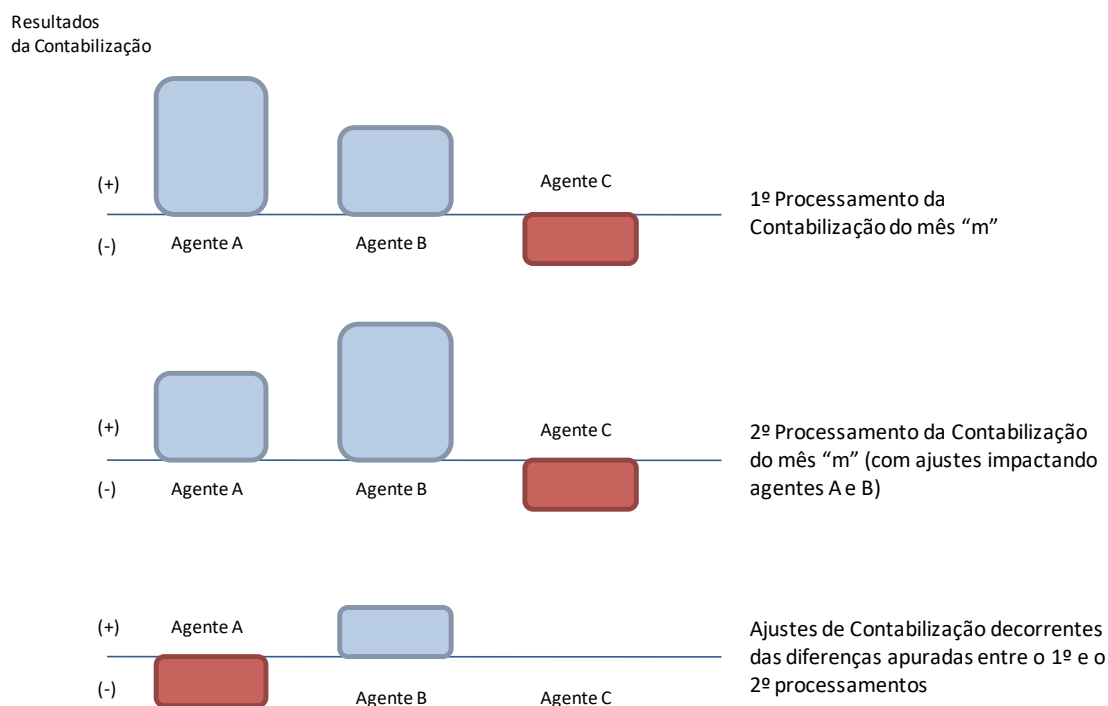 Resultados
da Contabilização
(+)
Agente C
(-)
Agente A
Agente B
1º Processamento da
Contabilização do mês “m”
(+)
Agente C
(-)
Agente A
Agente B
2º Processamento da Contabilização
do mês “m” (com ajustes impactando
agentes A e B)
(+)
Agente A
(-)
Agente B
Agente C
Ajustes de Contabilização decorrentes
das diferenças apuradas entre o 1º e o
2º processamentos